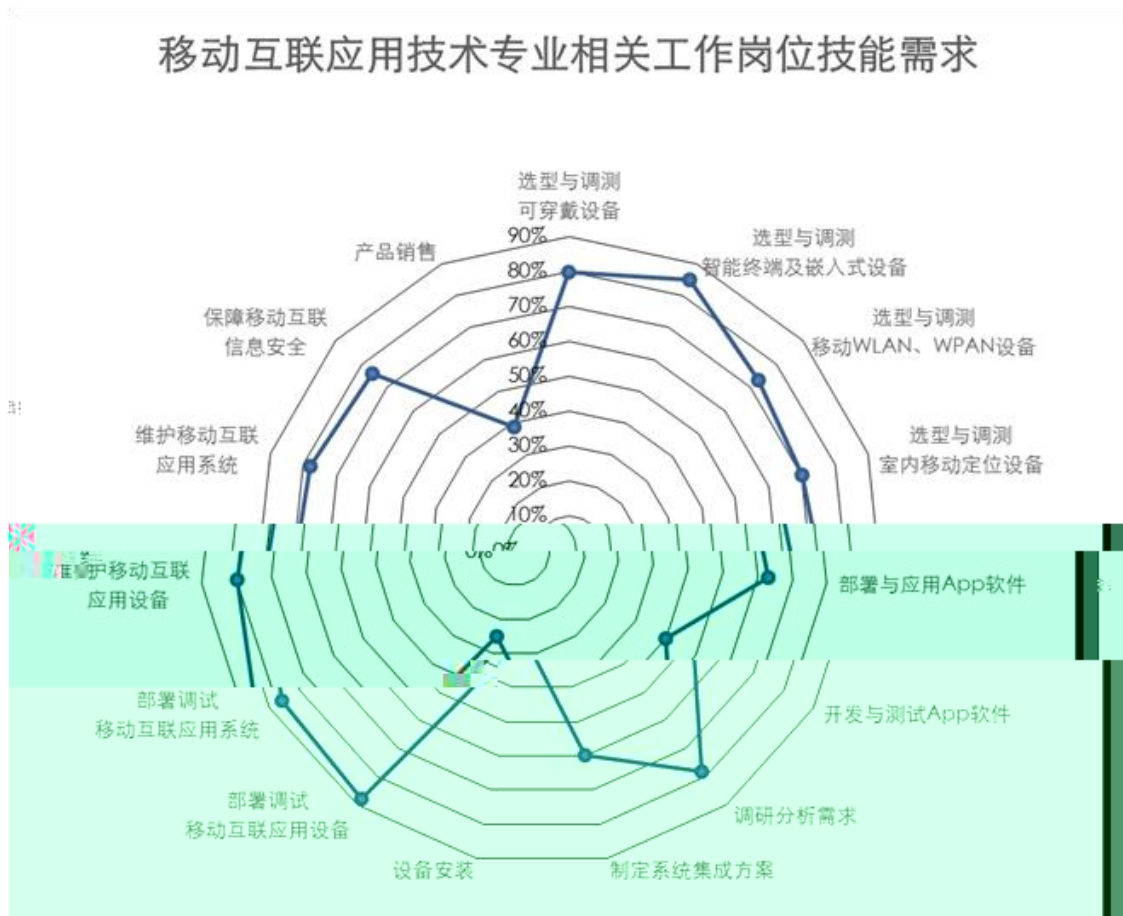 移动互联应用技术专业相关工作岗位技能需求
选型与调测
可穿戴设备
选型与调测
智能终端及嵌入式设备
选型与调测
移动WLAN、WPAN设备
选型与调测
室内移动定位设备
部署与应用App软件
开发与测试App软件
调研分析需求
制定系统集成方案
设备安装
部署调试
移动互联应用设备
部署调试
移动互联应用系统
维护移动互联
应用设备
维护移动互联
应用系统
保障移动互联
信息安全
产品销售
90%
80%
70%
60%
50%
40%
30%
20%
10%